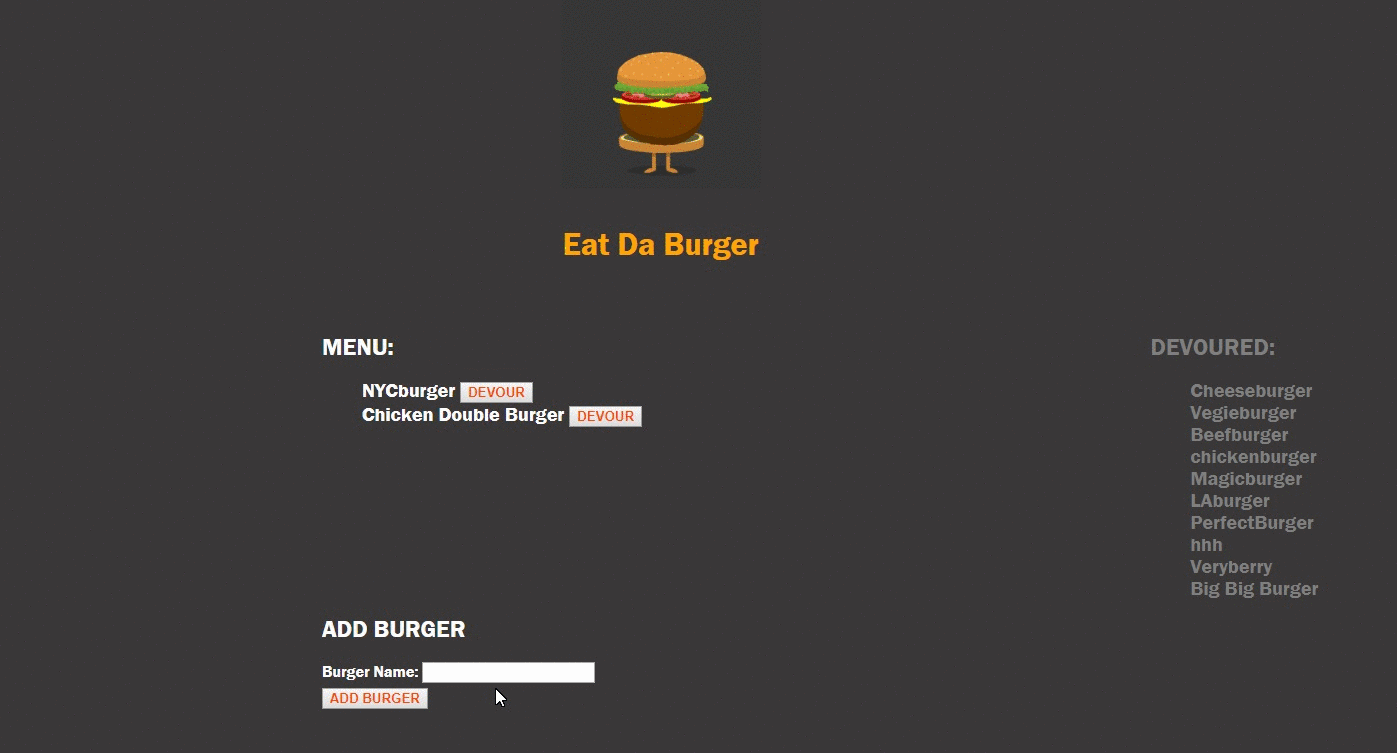 Eat Da Burger
MENU:
NYCburger DEVOUR
Chicken Double Burger DEVOUR
DEVOURED:
Cheeseburger
Vegieburger
Beefburger
chickenburger
Magicburger
LAburger
PerfectBurger
hhh
Veryberry
Big Big Burger
ADD BURGER
Burger Name:
ADD BURGER